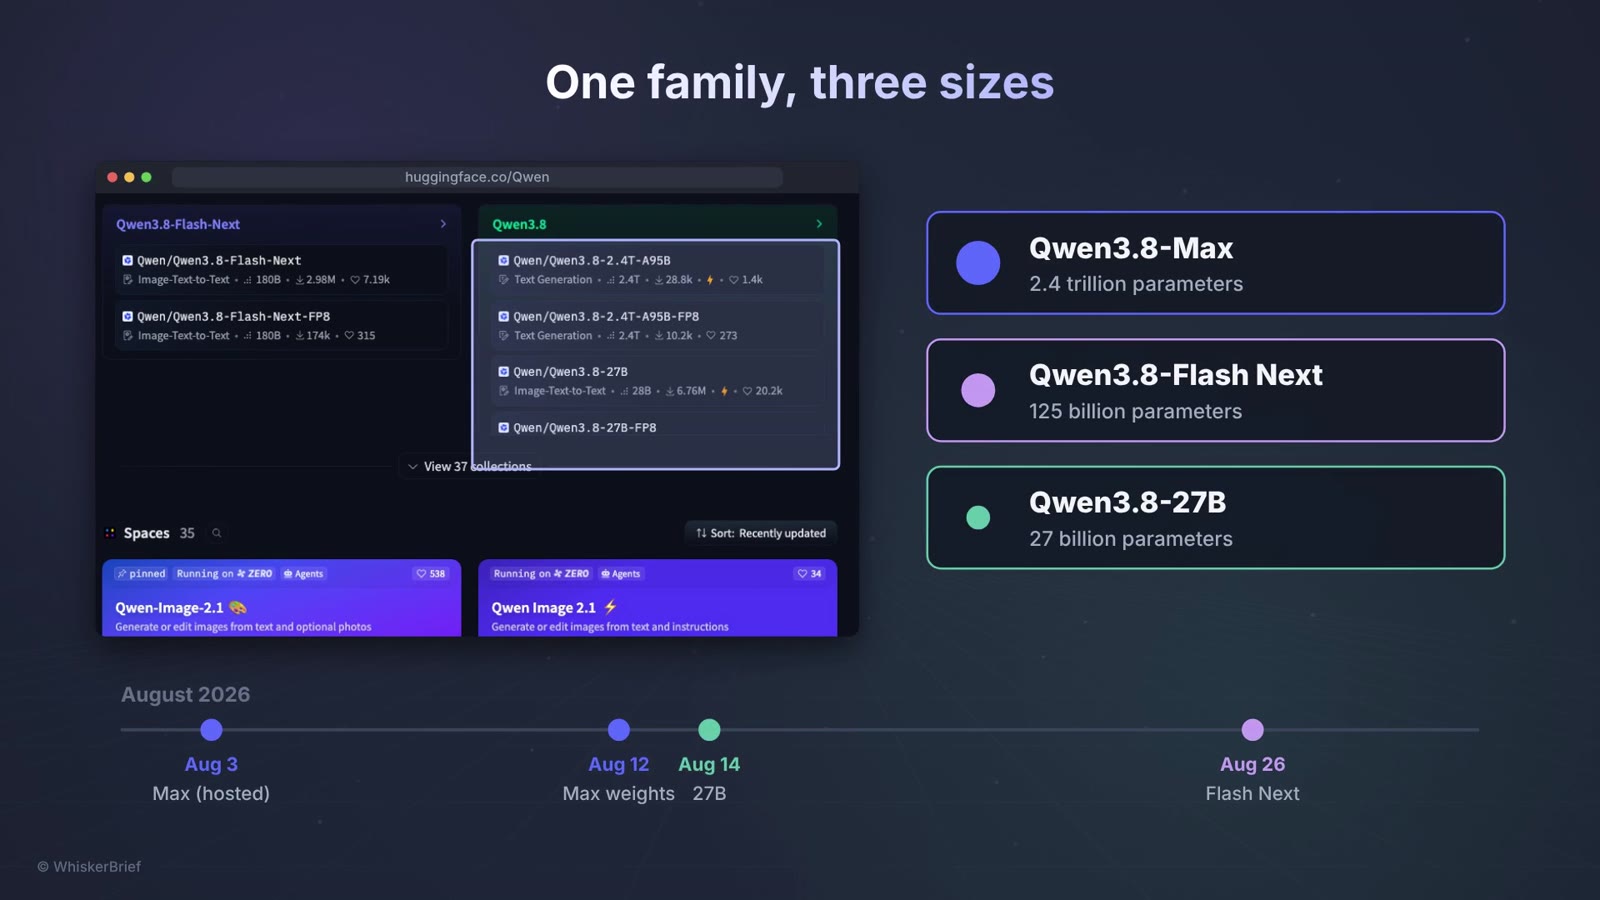 One family, three sizes
huggingface.co/Qwen
Qwen3.8-Flash-Next
Qwen/Qwen3.8-Flash-Next
Image-Text-to-Text • 180B • 2.98M • 7.19k
Qwen/Qwen3.8-Flash-Next-FP8
Image-Text-to-Text • 180B • 174k • 315
Qwen3.8
Qwen/Qwen3.8-2.4T-A95B
Text Generation • 2.4T • 28.8k • ⚡ • 1.4k
Qwen/Qwen3.8-2.4T-A95B-FP8
Text Generation • 2.4T • 10.2k • 273
Qwen/Qwen3.8-27B
Image-Text-to-Text • 28B • 6.76M • ⚡ • 20.2k
Qwen/Qwen3.8-27B-FP8
View 37 collections
Spaces 35
Sort: Recently updated
pinned Running on ZERO Agents 538
Qwen-Image-2.1 🎨
Generate or edit images from text and optional photos
Running on ZERO Agents 34
Qwen Image 2.1 ⚡
Generate or edit images from text and instructions
Qwen3.8-Max
2.4 trillion parameters
Qwen3.8-Flash Next
125 billion parameters
Qwen3.8-27B
27 billion parameters
August 2026
Aug 3
Max (hosted)
Aug 12
Max weights
Aug 14
27B
Aug 26
Flash Next
© WhiskerBrief